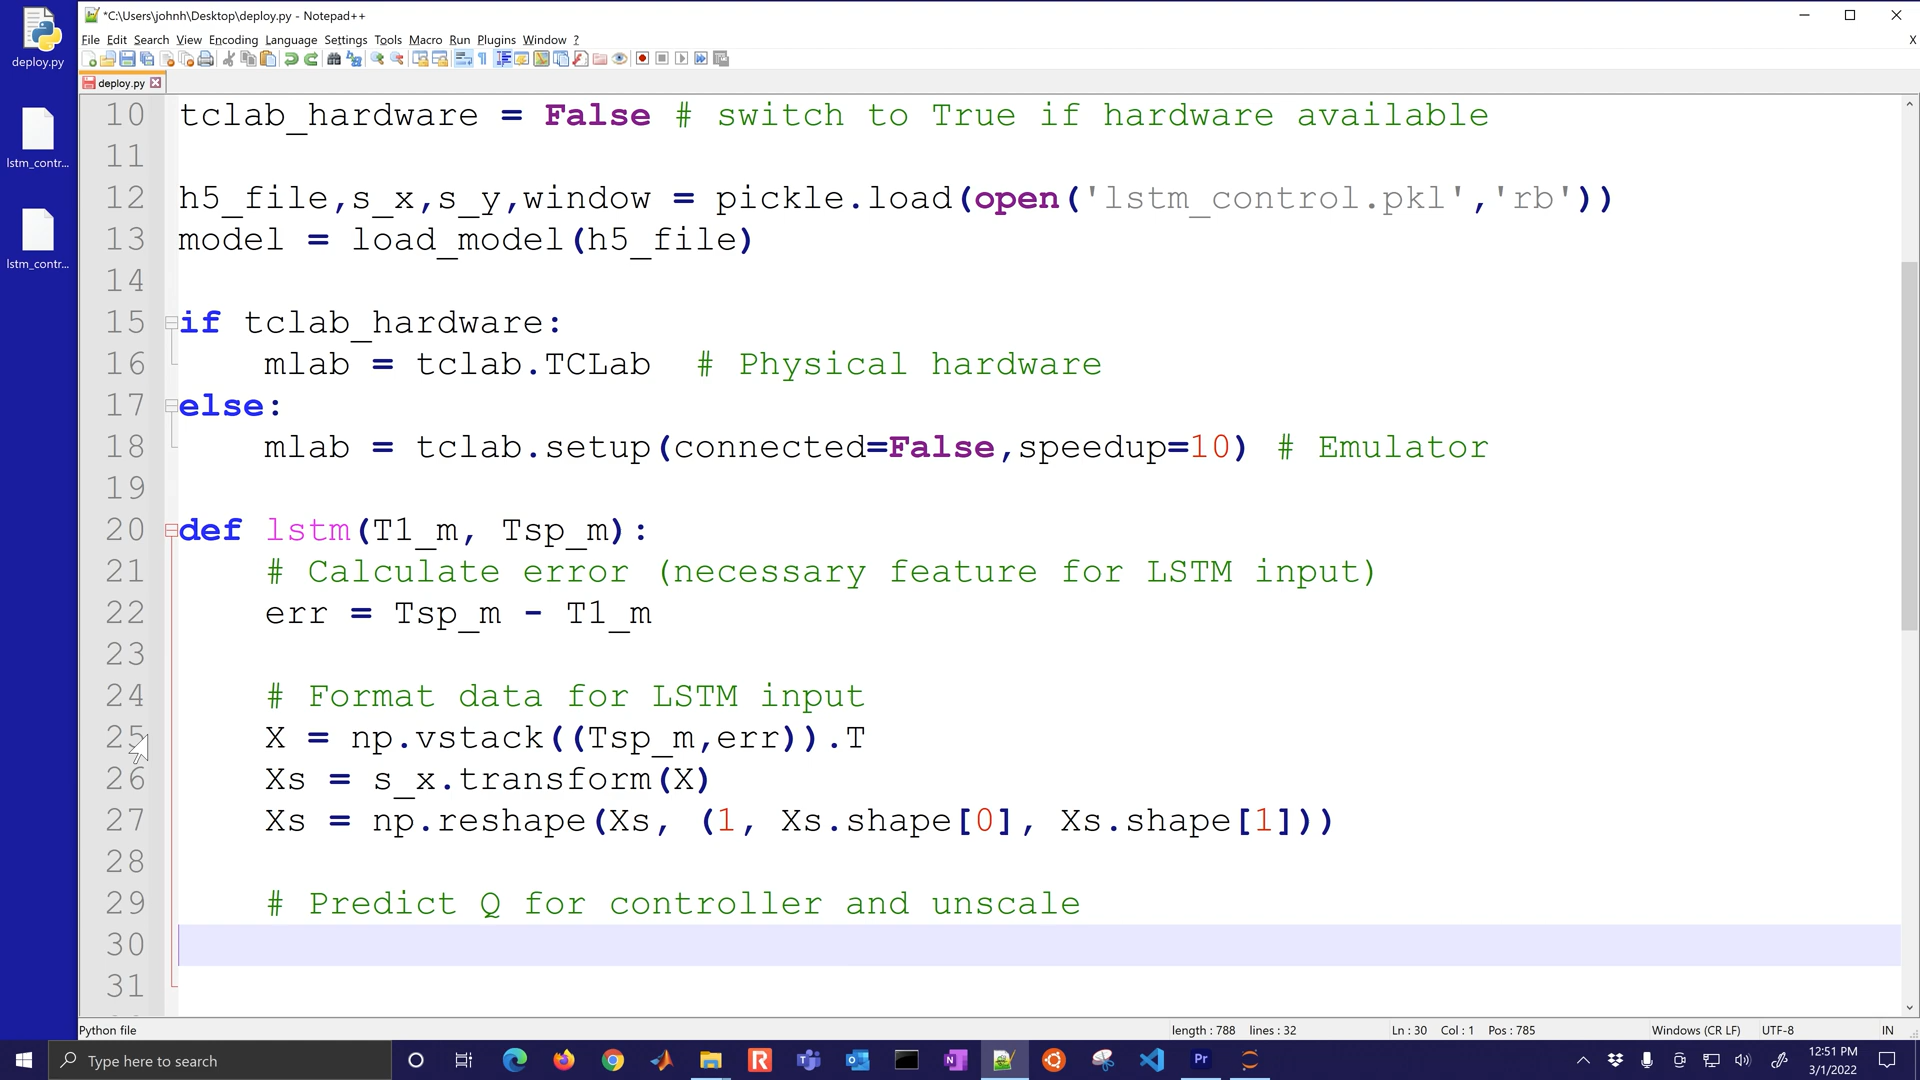 deploy.py
lstm_contr...
lstm_contr...
*C:\Users\johnh\Desktop\deploy.py - Notepad++
File Edit Search View Encoding Language Settings Tools Macro Run Plugins Window ?
X
deploy.py
10 tclab_hardware = False # switch to True if hardware available
11
12 h5_file,s_x,s_y,window = pickle.load(open('lstm_control.pkl','rb'))
13 model = load_model(h5_file)
14
15 if tclab_hardware:
16     mlab = tclab.TCLab  # Physical hardware
17 else:
18     mlab = tclab.setup(connected=False,speedup=10) # Emulator
19
20 def lstm(T1_m, Tsp_m):
21     # Calculate error (necessary feature for LSTM input)
22     err = Tsp_m - T1_m
23
24     # Format data for LSTM input
25     X = np.vstack((Tsp_m,err)).T
26     Xs = s_x.transform(X)
27     Xs = np.reshape(Xs, (1, Xs.shape[0], Xs.shape[1]))
28
29     # Predict Q for controller and unscale
30
31
Python file length : 788 lines : 32 Ln : 30 Col : 1 Pos : 785 Windows (CR LF) UTF-8 IN
Type here to search
R
Pr
12:51 PM
3/1/2022